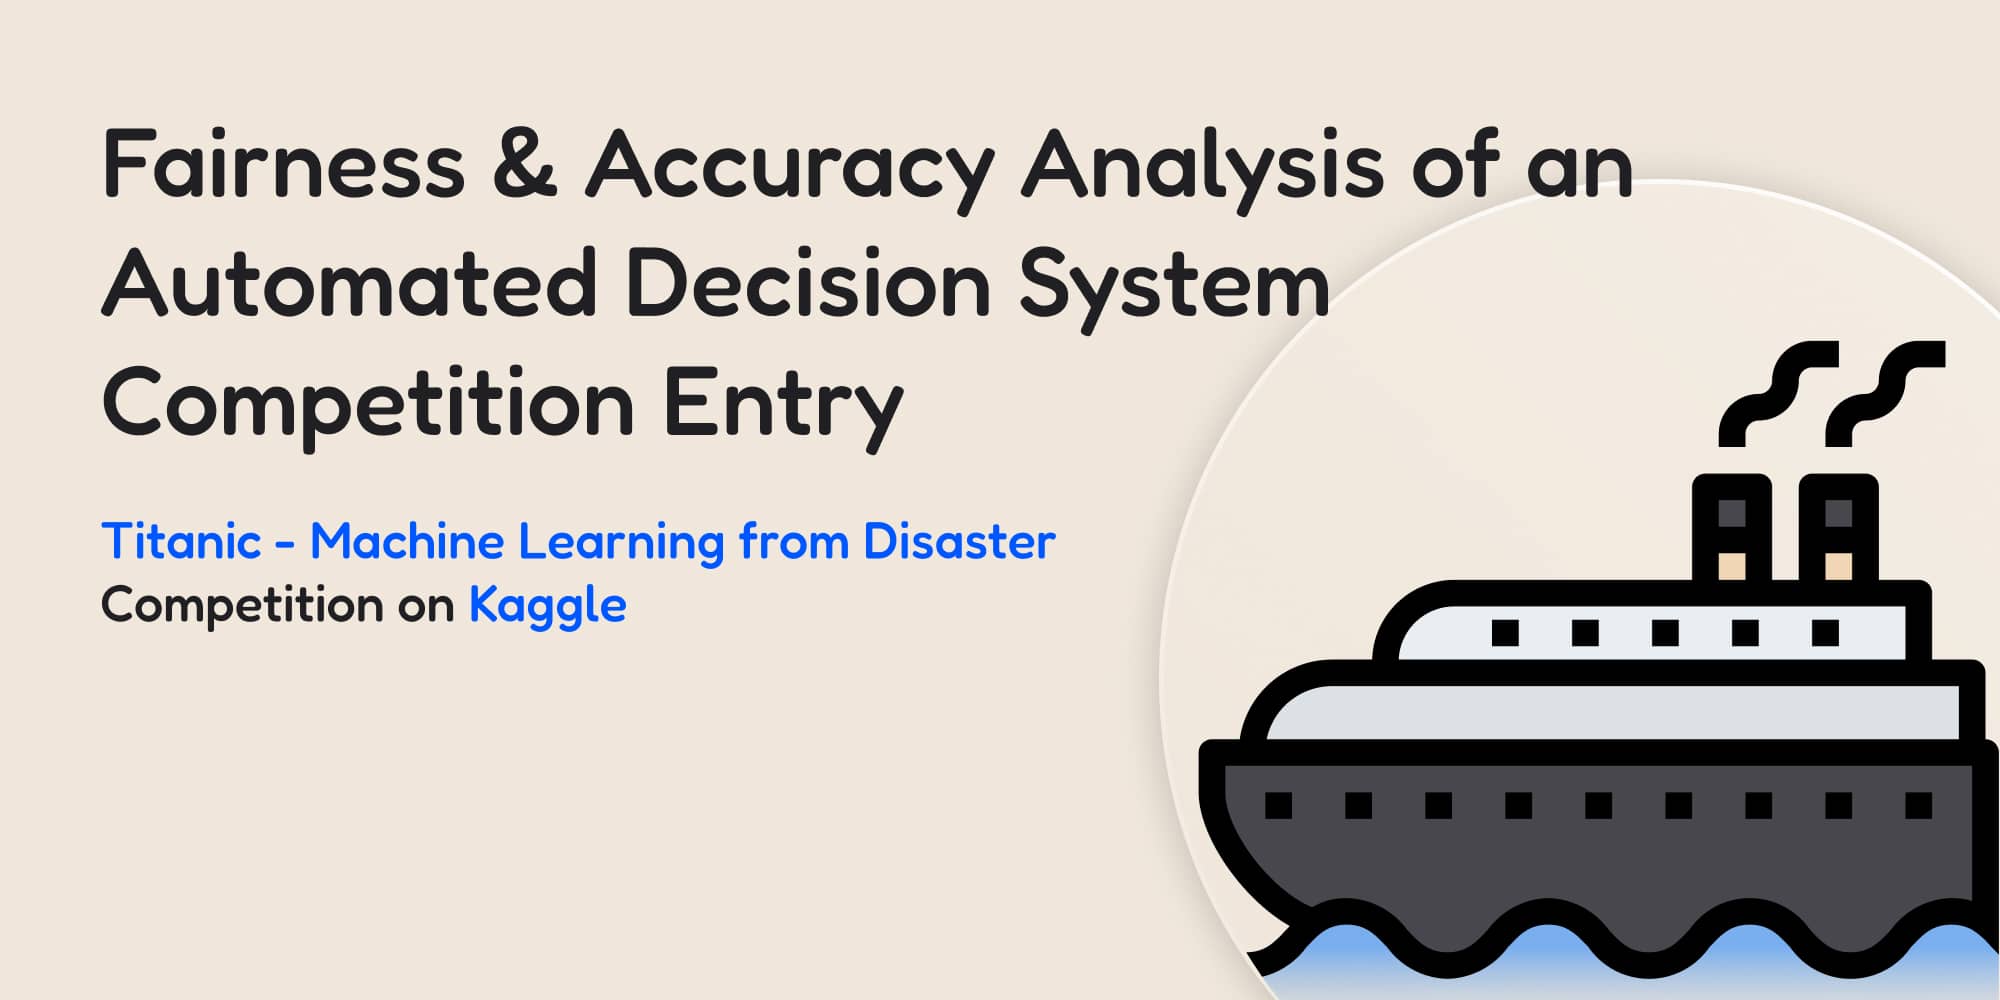 Fairness & Accuracy Analysis of an
Automated Decision System
Competition Entry
Titanic - Machine Learning from Disaster
Competition on Kaggle